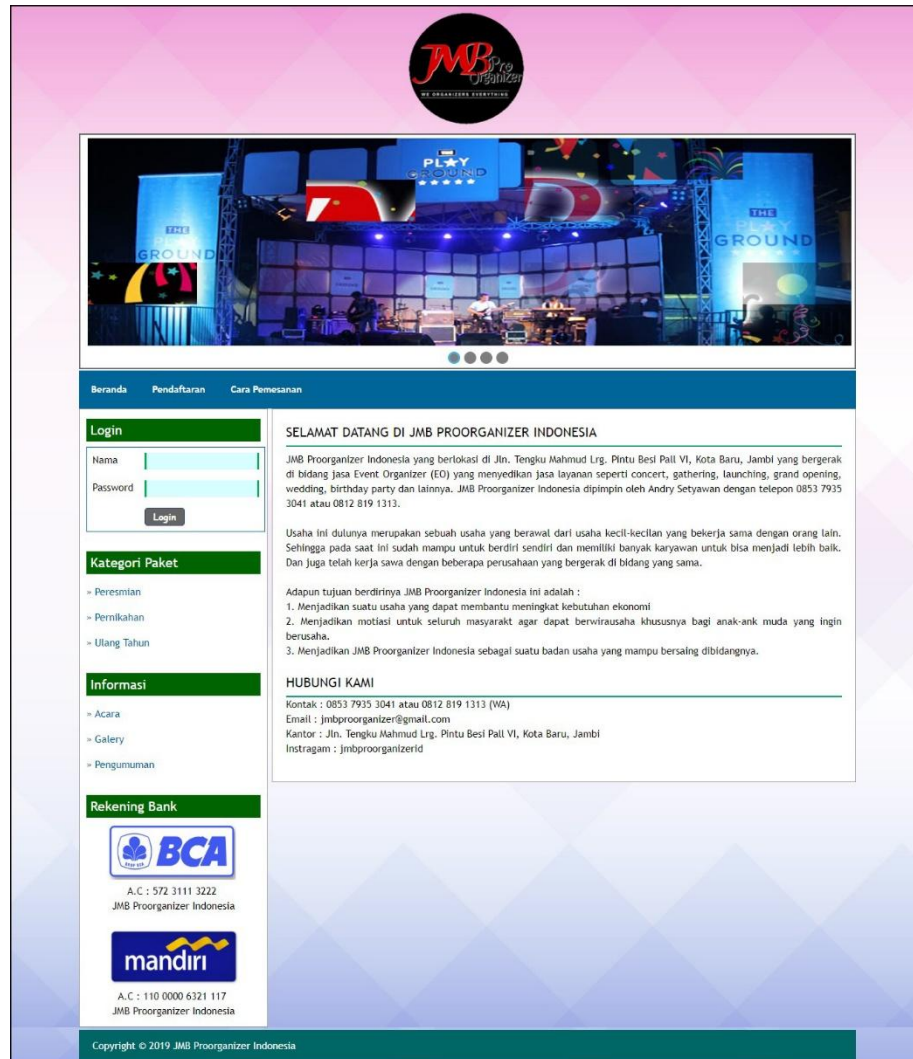 JMB Pro
Organizer
WE ORGANIZERS EVERYTHING
PLAY
GROUND
THE
PLAY
GROUND
THE
PLAY
GROUND
Beranda Pendaftaran Cara Pemesanan
Login
Nama
Password
Login
Kategori Paket
» Peresmian
» Pernikahan
» Ulang Tahun
Informasi
» Acara
» Galery
» Pengumuman
Rekening Bank
BCA
A.C : 572 3111 3222
JMB Proorganizer Indonesia
mandiri
A.C : 110 0000 6321 117
JMB Proorganizer Indonesia
SELAMAT DATANG DI JMB PROORGANIZER INDONESIA
JMB Proorganizer Indonesia yang berlokasi di Jln. Tengku Mahmud Lrg. Pintu Besi Pall VI, Kota Baru, Jambi yang bergerak
di bidang jasa Event Organizer (EO) yang menyedikan jasa layanan seperti concert, gathering, launching, grand opening,
wedding, birthday party dan lainnya. JMB Proorganizer Indonesia dipimpin oleh Andry Setyawan dengan telepon 0853 7935
3041 atau 0812 819 1313.
Usaha ini dulunya merupakan sebuah usaha yang berawal dari usaha kecil-kecilan yang bekerja sama dengan orang lain.
Sehingga pada saat ini sudah mampu untuk berdiri sendiri dan memiliki banyak karyawan untuk bisa menjadi lebih baik.
Dan juga telah kerja sawa dengan beberapa perusahaan yang bergerak di bidang yang sama.
Adapun tujuan berdirinya JMB Proorganizer Indonesia ini adalah :
1. Menjadikan suatu usaha yang dapat membantu meningkat kebutuhan ekonomi
2. Menjadikan motiasi untuk seluruh masyarakt agar dapat berwirausaha khususnya bagi anak-ank muda yang ingin
berusaha.
3. Menjadikan JMB Proorganizer Indonesia sebagai suatu badan usaha yang mampu bersaing dibidangnya.
HUBUNGI KAMI
Kontak : 0853 7935 3041 atau 0812 819 1313 (WA)
Email : jmbproorganizer@gmail.com
Kantor : Jln. Tengku Mahmud Lrg. Pintu Besi Pall VI, Kota Baru, Jambi
Instragam : jmbproorganizerid
Copyright © 2019 JMB Proorganizer Indonesia